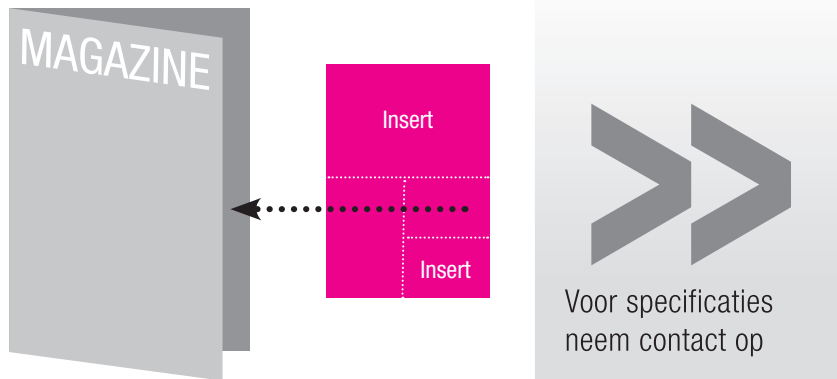 MAGAZINE
Insert
Insert
Voor specificaties
neem contact op